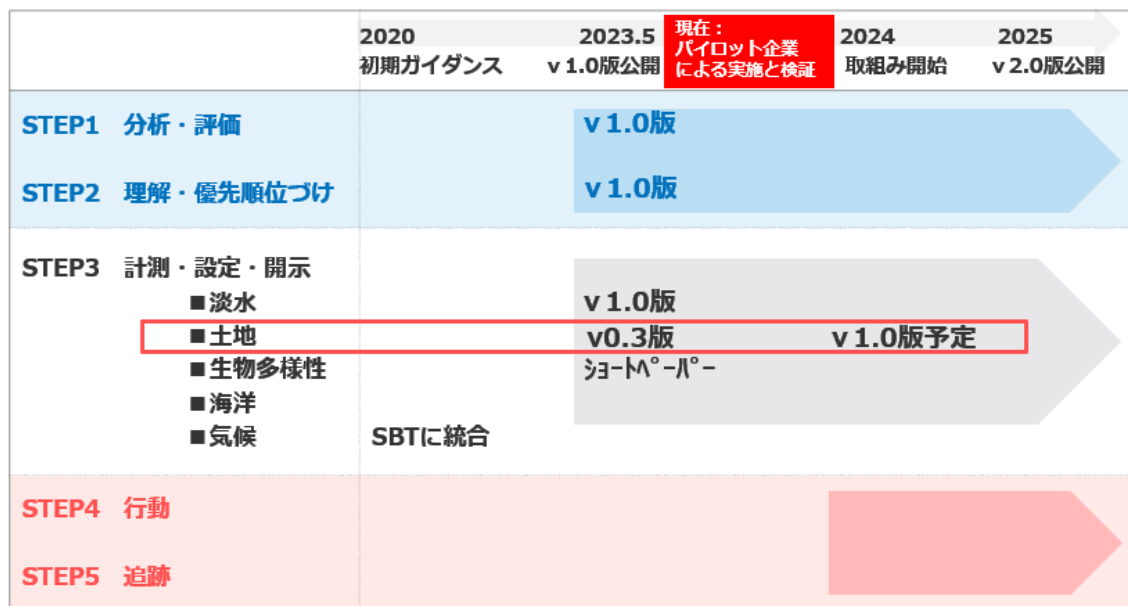 2020
初期ガイダンス
2023.5
v 1.0版公開
現在：
パイロット企業
による実施と検証
2024
取組み開始
2025
v 2.0版公開
STEP1 分析・評価 v 1.0版
STEP2 理解・優先順位づけ v 1.0版
STEP3 計測・設定・開示
■淡水 v 1.0版
■土地 v0.3版 v 1.0版予定
■生物多様性 ｼｮｰﾄﾍﾟｰﾊﾟｰ
■海洋
■気候 SBTに統合
STEP4 行動
STEP5 追跡